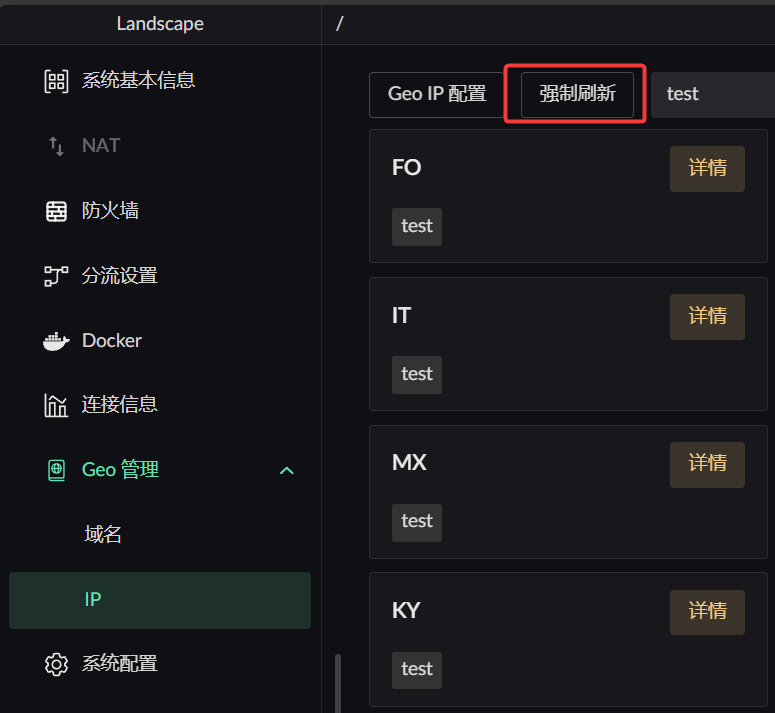 Landscape
/
系统基本信息
NAT
防火墙
分流设置
Docker
连接信息
Geo 管理
域名
IP
系统配置
Geo IP 配置
强制刷新
test
FO
详情
test
IT
详情
test
MX
详情
test
KY
详情
test